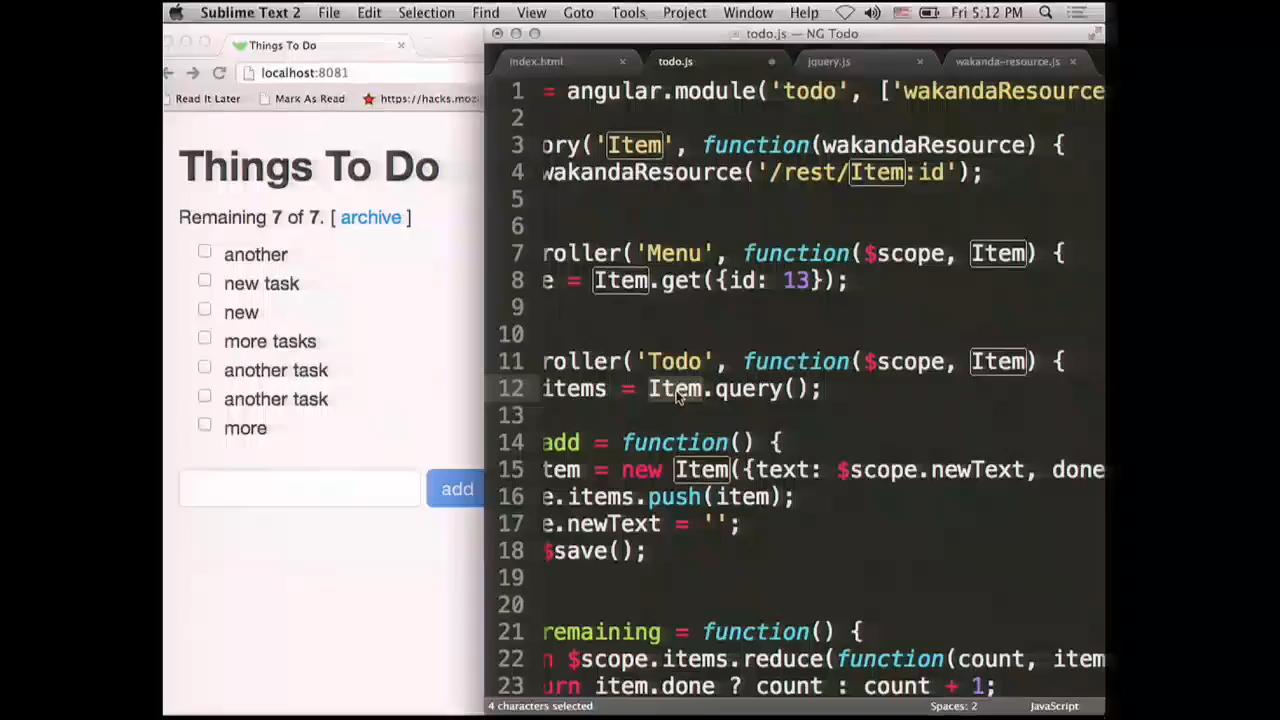 Sublime Text 2 File Edit Selection Find View Goto Tools Project Window Help Fri 5:12 PM
Things To Do
localhost:8081
Read It Later Mark As Read https://hacks.moz
Things To Do
Remaining 7 of 7. [ archive ]
another
new task
new
more tasks
another task
another task
more
add
todo.js — NG Todo
index.html todo.js jquery.js wakanda-resource.js
1 = angular.module('todo', ['wakandaResource
2
3 ory('Item', function(wakandaResource) {
4 wakandaResource('/rest/Item:id');
5
6
7 roller('Menu', function($scope, Item) {
8 e = Item.get({id: 13});
9
10
11 roller('Todo', function($scope, Item) {
12 items = Item.query();
13
14 add = function() {
15 tem = new Item({text: $scope.newText, done
16 e.items.push(item);
17 e.newText = '';
18 $save();
19
20
21 remaining = function() {
22 n $scope.items.reduce(function(count, item
23 urn item.done ? count : count + 1;
4 characters selected Spaces: 2 JavaScript